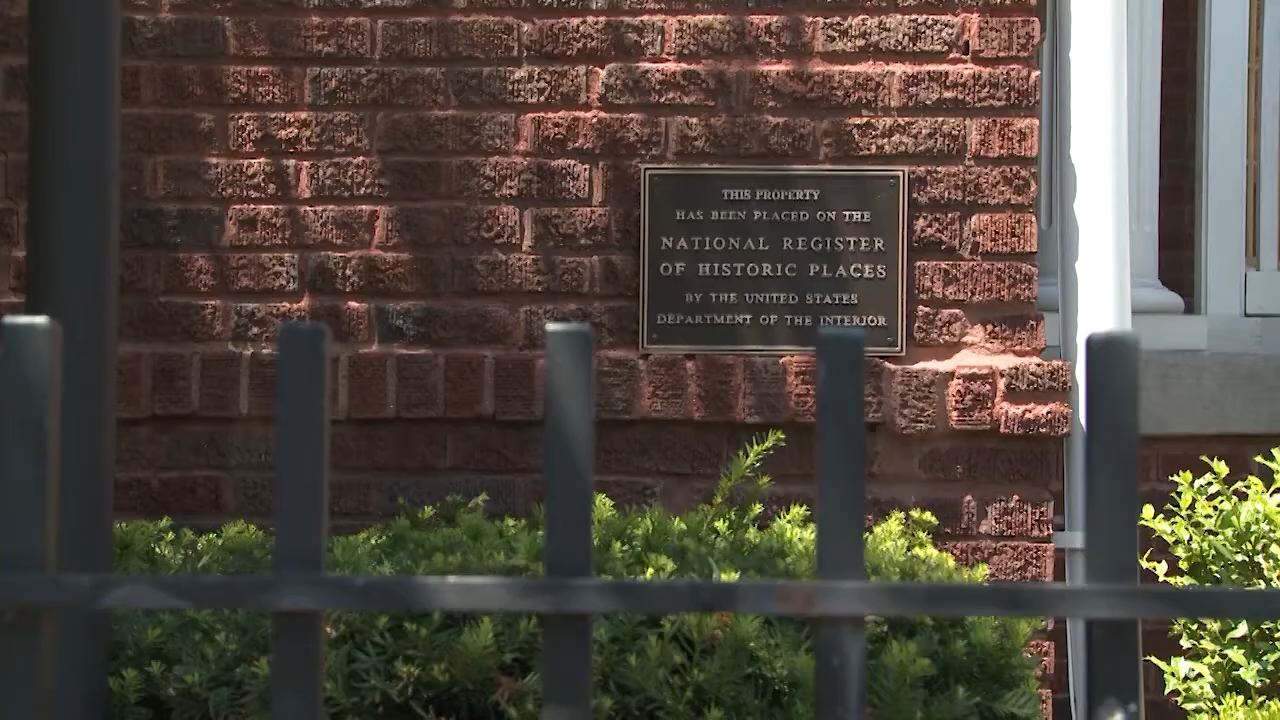 THIS PROPERTY
HAS BEEN PLACED ON THE
NATIONAL REGISTER
OF HISTORIC PLACES
BY THE UNITED STATES
DEPARTMENT OF THE INTERIOR